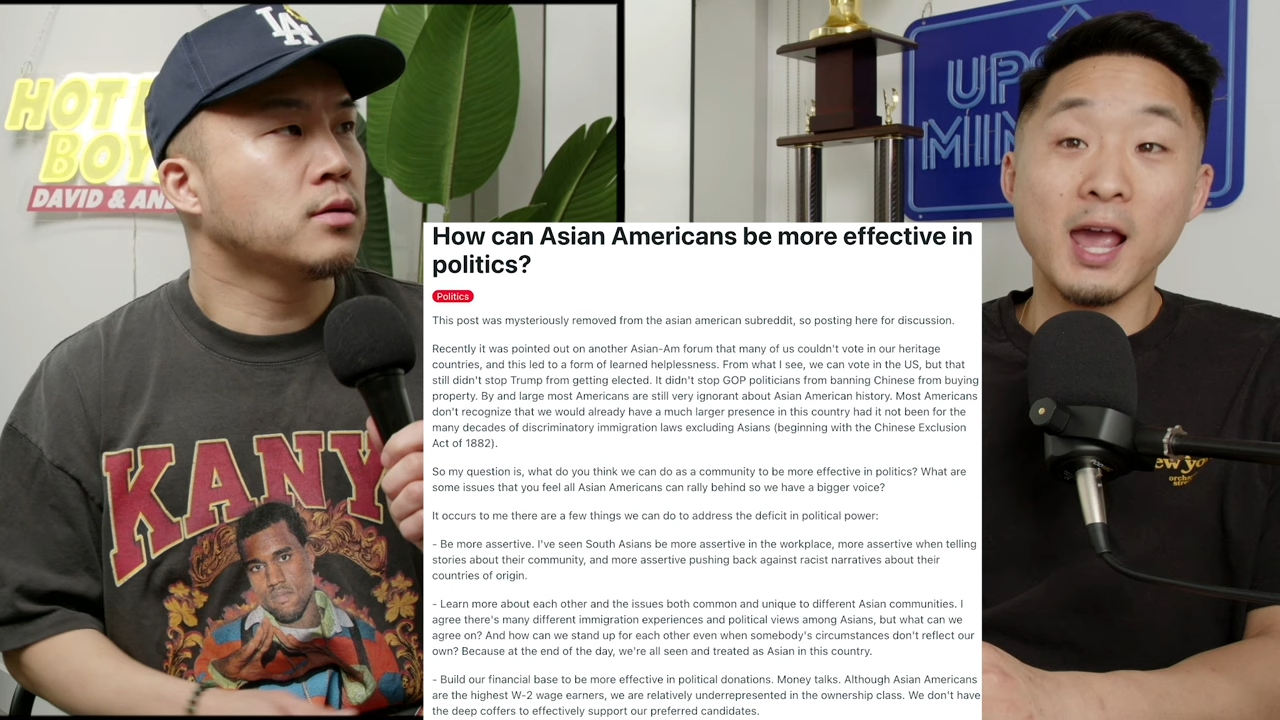 LA
HOT
BOY
DAVID & AN
UPS
MIN
KANY
ew yo
How can Asian Americans be more effective in
politics?
Politics
This post was mysteriously removed from the asian american subreddit, so posting here for discussion.
Recently it was pointed out on another Asian-Am forum that many of us couldn't vote in our heritage
countries, and this led to a form of learned helplessness. From what I see, we can vote in the US, but that
still didn't stop Trump from getting elected. It didn't stop GOP politicians from banning Chinese from buying
property. By and large most Americans are still very ignorant about Asian American history. Most Americans
don't recognize that we would already have a much larger presence in this country had it not been for the
many decades of discriminatory immigration laws excluding Asians (beginning with the Chinese Exclusion
Act of 1882).
So my question is, what do you think we can do as a community to be more effective in politics? What are
some issues that you feel all Asian Americans can rally behind so we have a bigger voice?
It occurs to me there are a few things we can do to address the deficit in political power:
- Be more assertive. I've seen South Asians be more assertive in the workplace, more assertive when telling
stories about their community, and more assertive pushing back against racist narratives about their
countries of origin.
- Learn more about each other and the issues both common and unique to different Asian communities. I
agree there's many different immigration experiences and political views among Asians, but what can we
agree on? And how can we stand up for each other even when somebody's circumstances don't reflect our
own? Because at the end of the day, we're all seen and treated as Asian in this country.
- Build our financial base to be more effective in political donations. Money talks. Although Asian Americans
are the highest W-2 wage earners, we are relatively underrepresented in the ownership class. We don't have
the deep coffers to effectively support our preferred candidates.